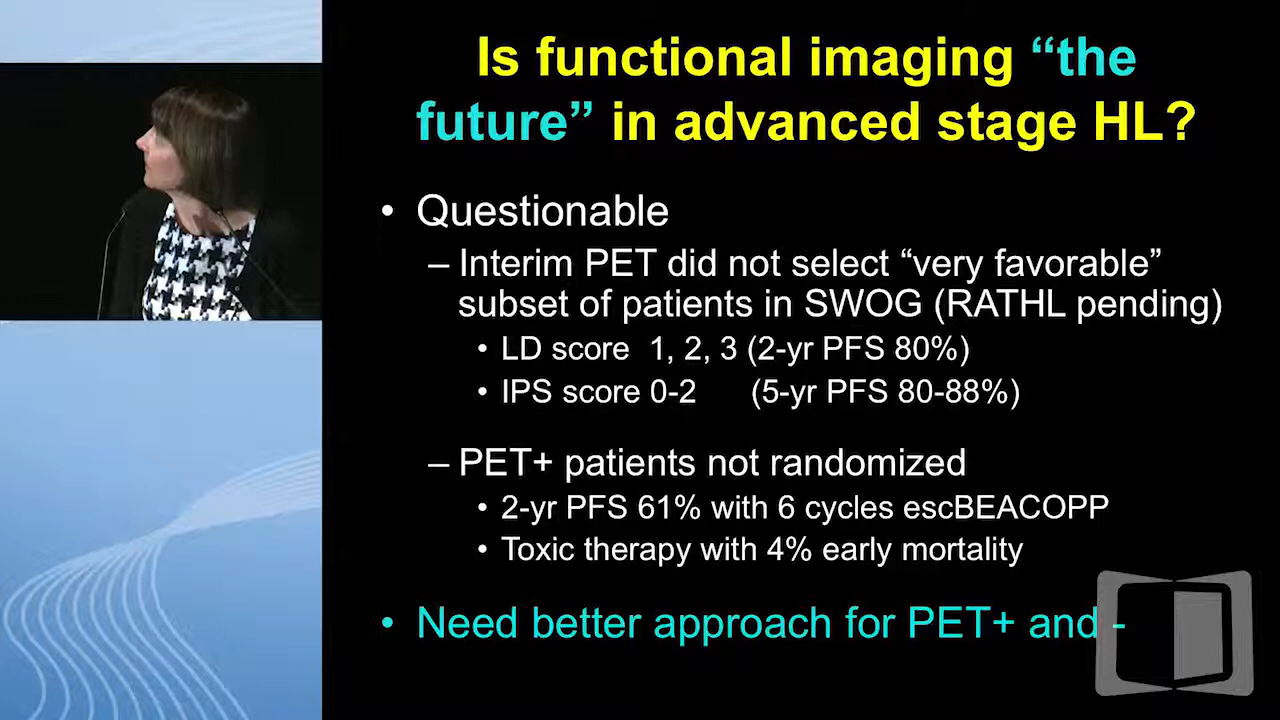 Is functional imaging “the
future” in advanced stage HL?
• Questionable
– Interim PET did not select “very favorable”
subset of patients in SWOG (RATHL pending)
• LD score 1, 2, 3 (2-yr PFS 80%)
• IPS score 0-2 (5-yr PFS 80-88%)
– PET+ patients not randomized
• 2-yr PFS 61% with 6 cycles escBEACOPP
• Toxic therapy with 4% early mortality
• Need better approach for PET+ and -